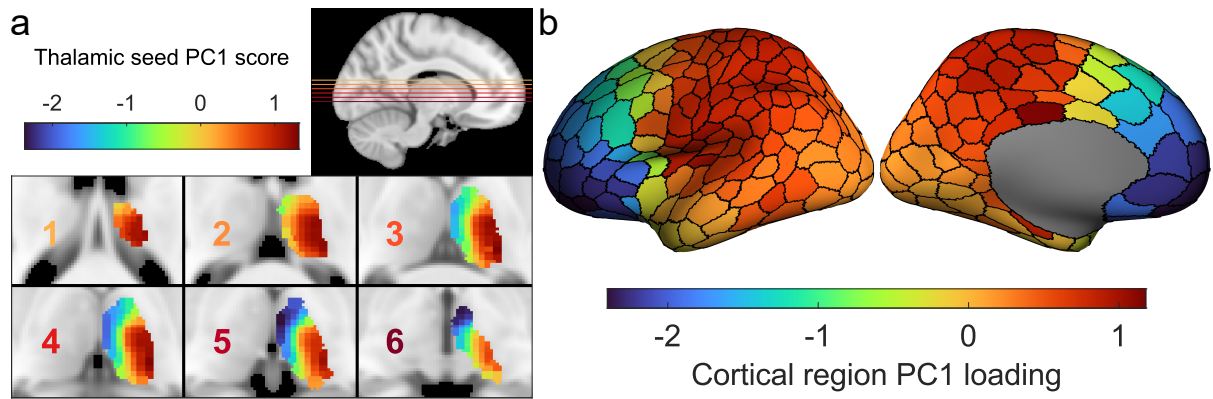 a
b
Thalamic seed PC1 score
-2 -1 0 1
1 2 3
4 5 6
-2 -1 0 1
Cortical region PC1 loading